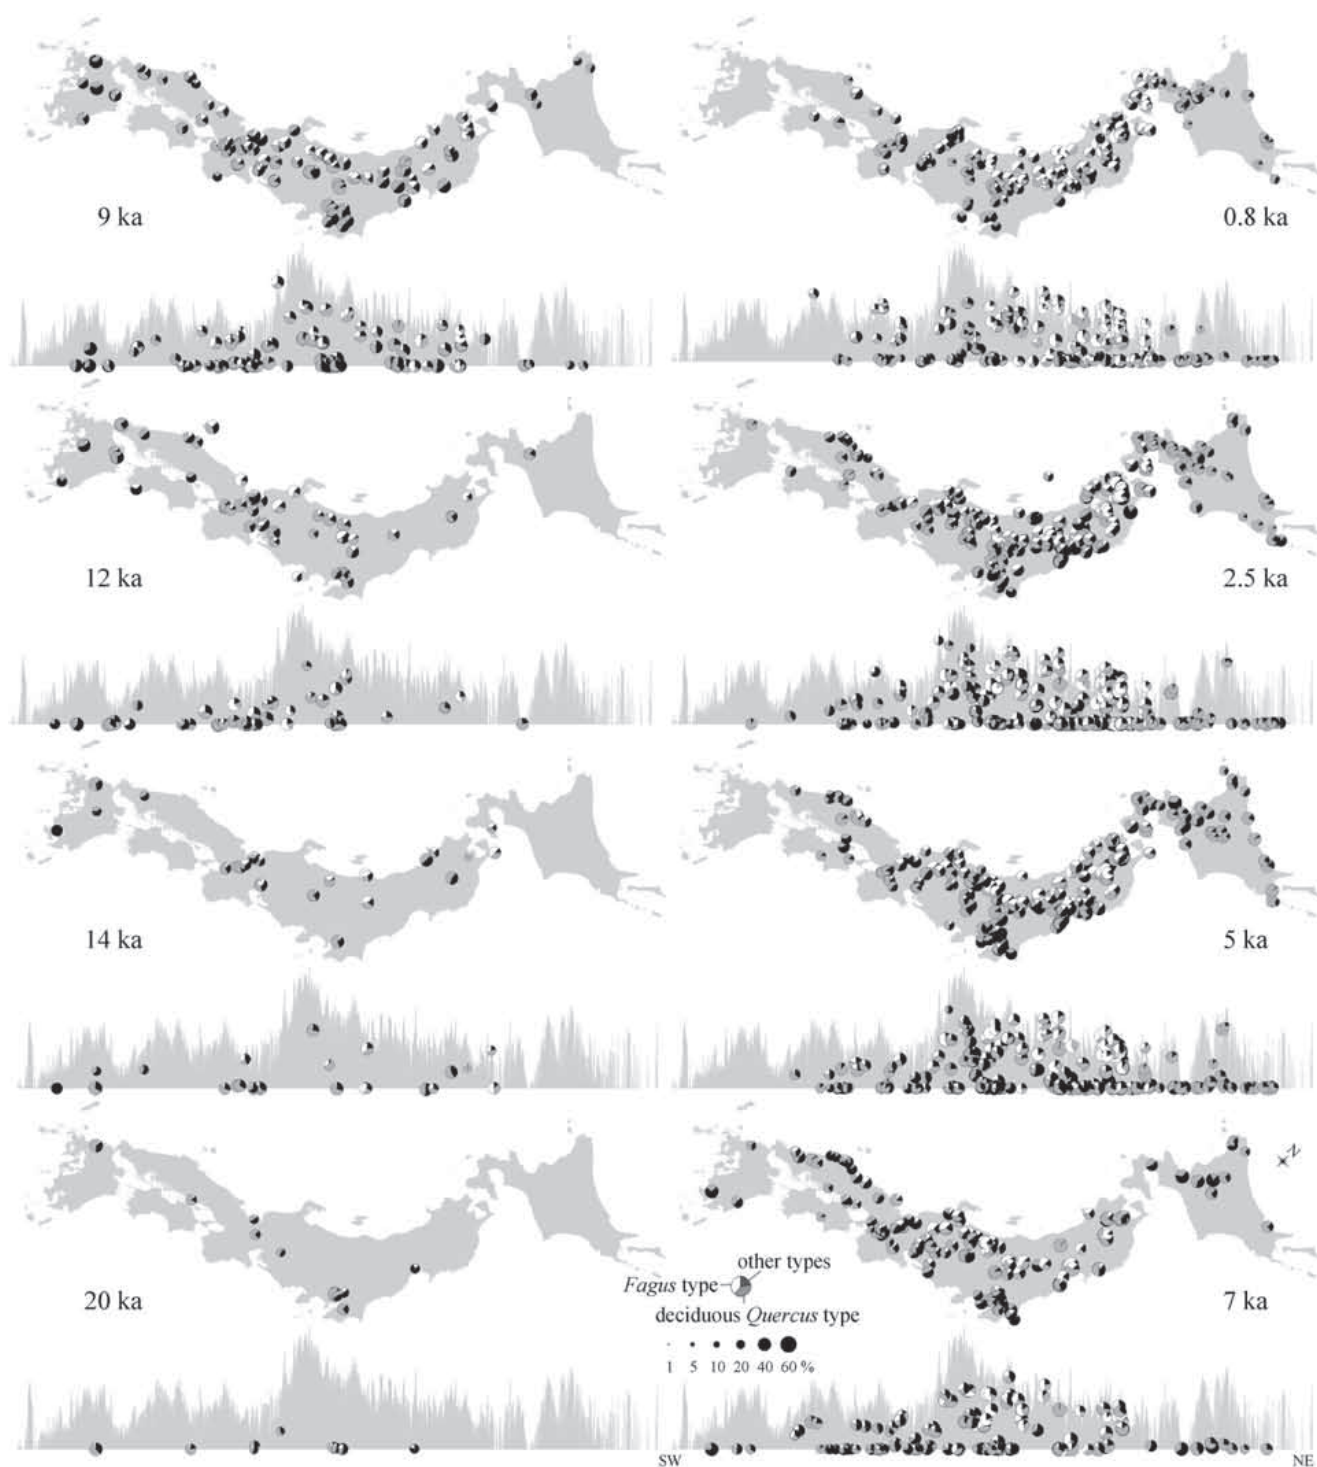 9 ka
0.8 ka
12 ka
2.5 ka
14 ka
5 ka
N
other types
Fagus type
20 ka
7 ka
deciduous Quercus type
1 5 10 20 40 60 %
SW
NE